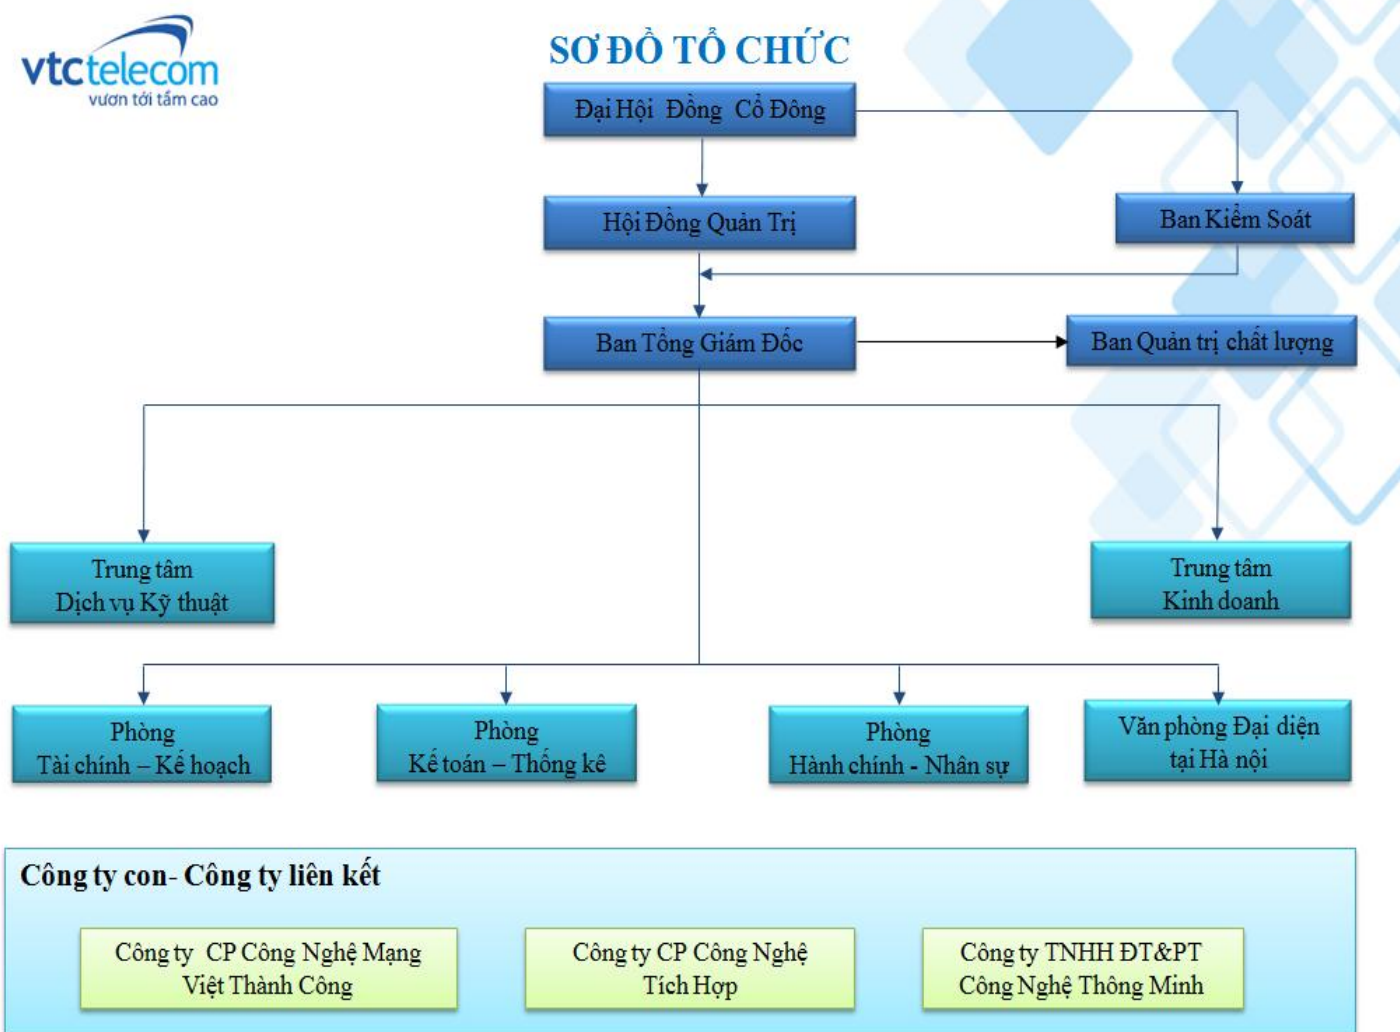 vtctelecom
vươn tới tầm cao
SƠ ĐỒ TỔ CHỨC
Đại Hội Đồng Cổ Đông
Hội Đồng Quản Trị
Ban Kiểm Soát
Ban Tổng Giám Đốc
Ban Quản trị chất lượng
Trung tâm
Dịch vụ Kỹ thuật
Trung tâm
Kinh doanh
Phòng
Tài chính – Kế hoạch
Phòng
Kế toán – Thống kê
Phòng
Hành chính - Nhân sự
Văn phòng Đại diện
tại Hà nội
Công ty con- Công ty liên kết
Công ty CP Công Nghệ Mạng
Việt Thành Công
Công ty CP Công Nghệ
Tích Hợp
Công ty TNHH ĐT&PT
Công Nghệ Thông Minh